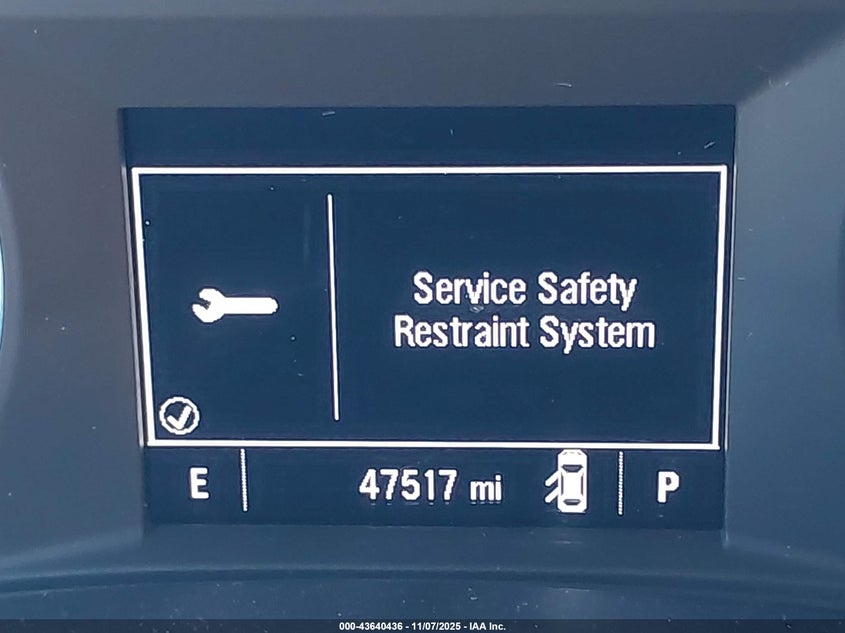 Service Safety
Restraint System
E
47517 mi
P
000-43640436 - 11/07/2025 - IAA Inc.